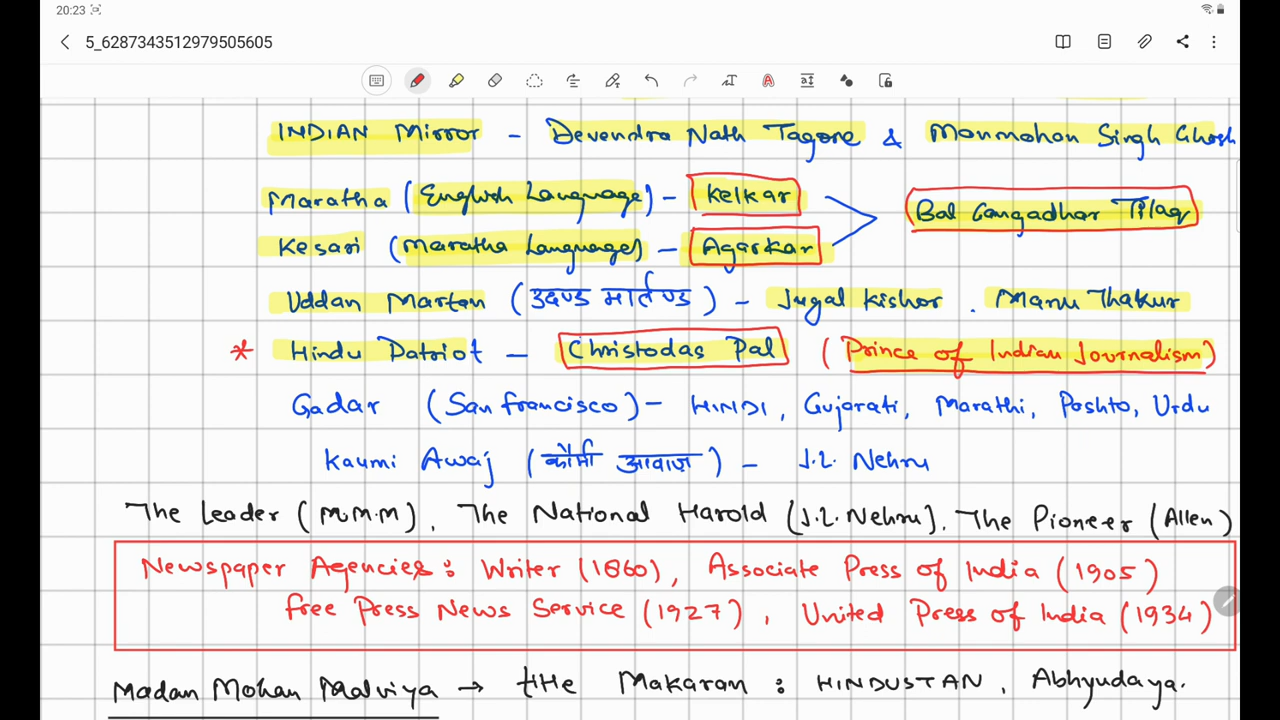 20:23
5_6287343512979505605
INDIAN Mirror - Devendra Nath Tagore & Manmohan Singh Ghosh
Maratha (English Language) - Kelkar
Bal Gangadhar Tilaq
Kesari (Maratha Language) - Agarkar
Uddan Martan (उदण्ड मार्तण्ड) - Jugal Kishor. Manu Thakur
* Hindu Patriot - Christodas Pal (Prince of Indian Journalism)
Gadar (San francisco) - HINDI, Gujarati, Marathi, Poshto, Urdu
Kaumi Awaj (कौमी आवाज) - J.L. Nehru
The Leader (M.M.M), The National Harold (J.L.Nehru), The Pioneer (Allen)
Newspaper Agencies: Writer (1860), Associate Press of India (1905)
Free Press News Service (1927), United Press of India (1934)
Madan Mohan Malviya → tHe Makaran : HINDUSTAN, Abhyudaya.